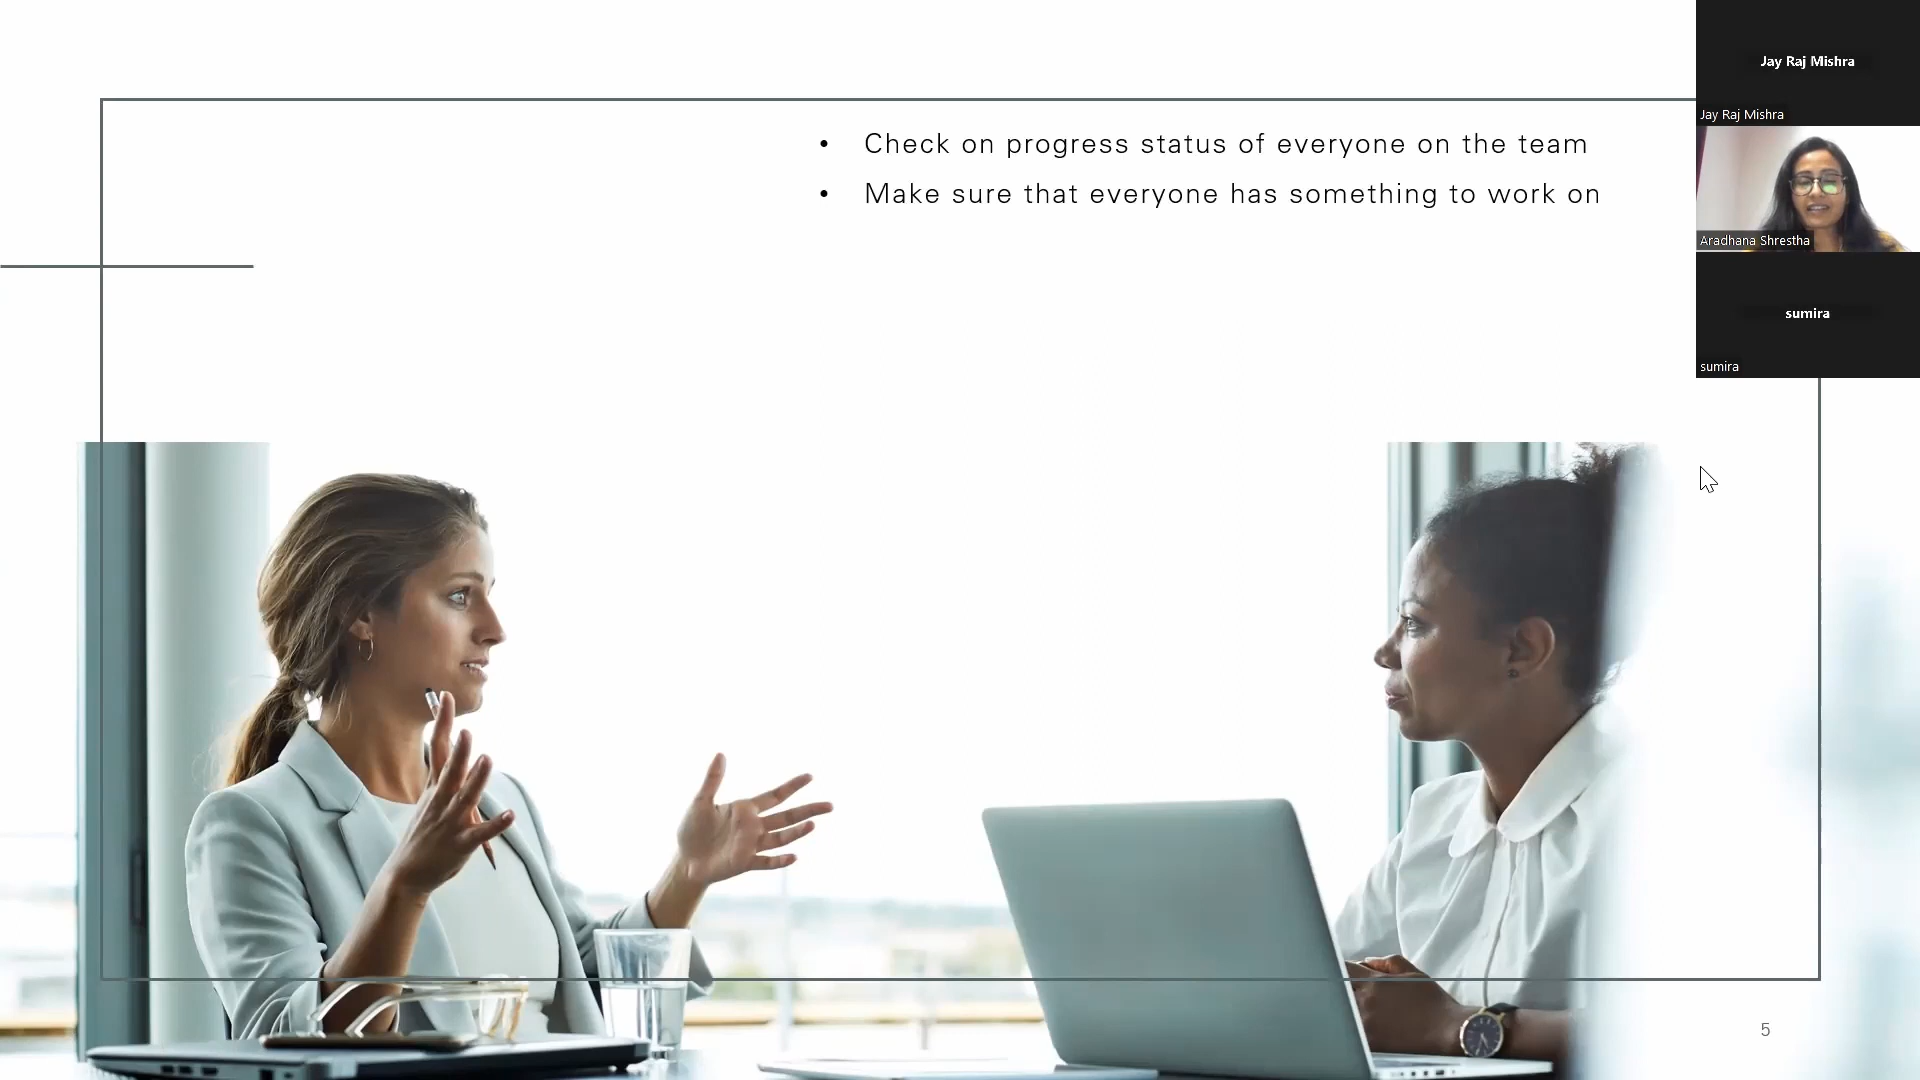 • Check on progress status of everyone on the team
• Make sure that everyone has something to work on
Jay Raj Mishra
Jay Raj Mishra
Aradhana Shrestha
sumira
sumira
5